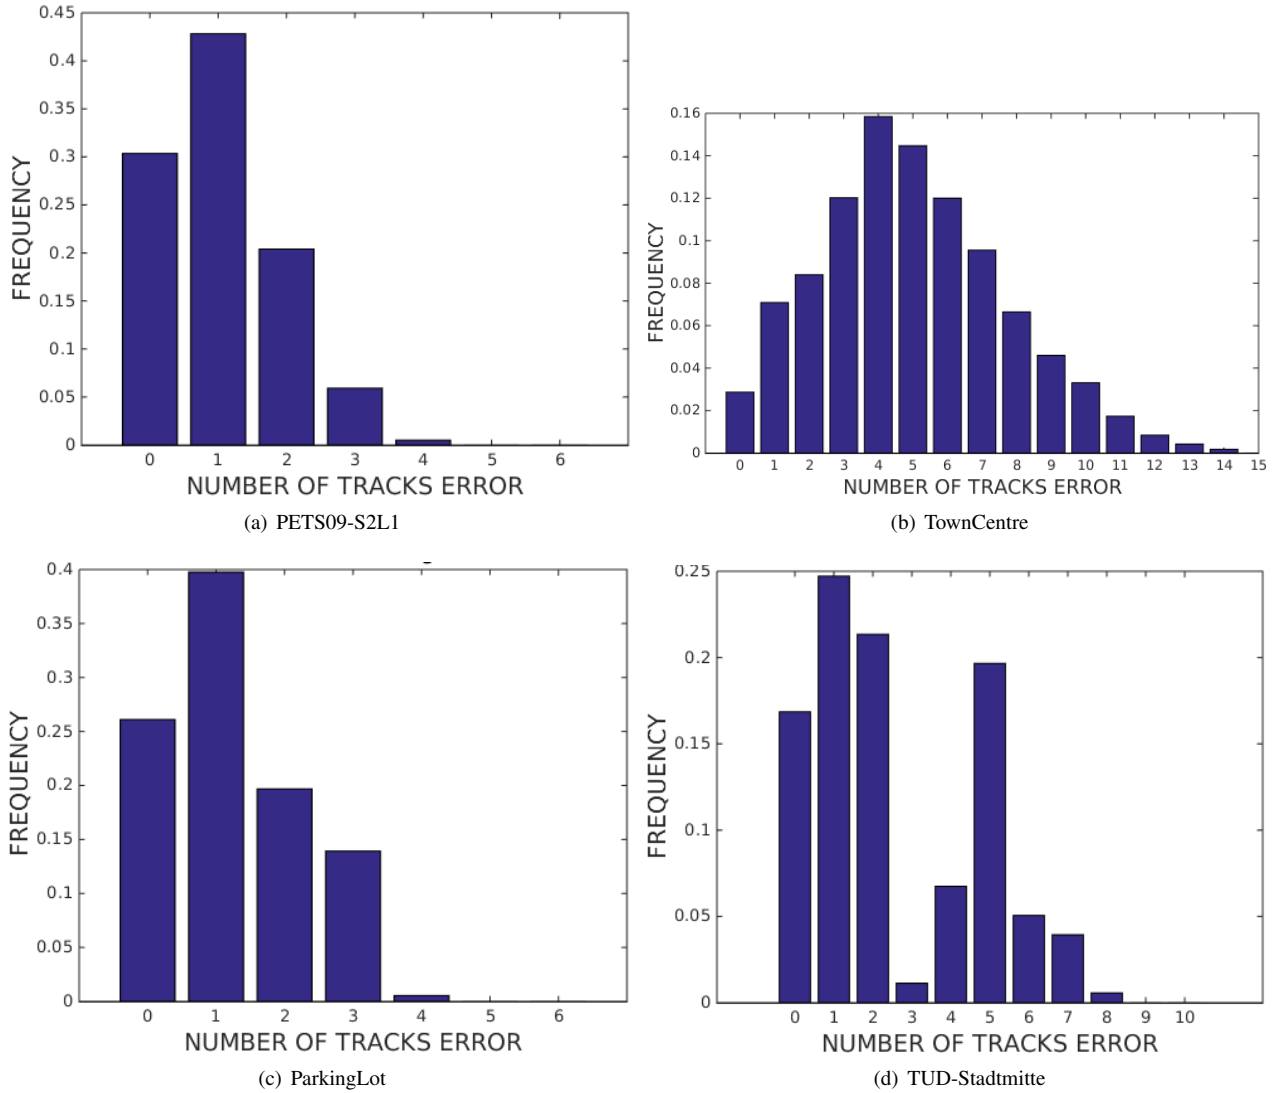 0.45
0.4
0.35
0.3
0.25
0.2
0.15
0.1
0.05
0
FREQUENCY
0 1 2 3 4 5 6
NUMBER OF TRACKS ERROR
(a) PETS09-S2L1
0.16
0.14
0.12
0.1
0.08
0.06
0.04
0.02
0
FREQUENCY
0 1 2 3 4 5 6 7 8 9 10 11 12 13 14 15
NUMBER OF TRACKS ERROR
(b) TownCentre
0.4
0.35
0.3
0.25
0.2
0.15
0.1
0.05
0
FREQUENCY
0 1 2 3 4 5 6
NUMBER OF TRACKS ERROR
(c) ParkingLot
0.25
0.2
0.15
0.1
0.05
0
FREQUENCY
0 1 2 3 4 5 6 7 8 9 10
NUMBER OF TRACKS ERROR
(d) TUD-Stadtmitte